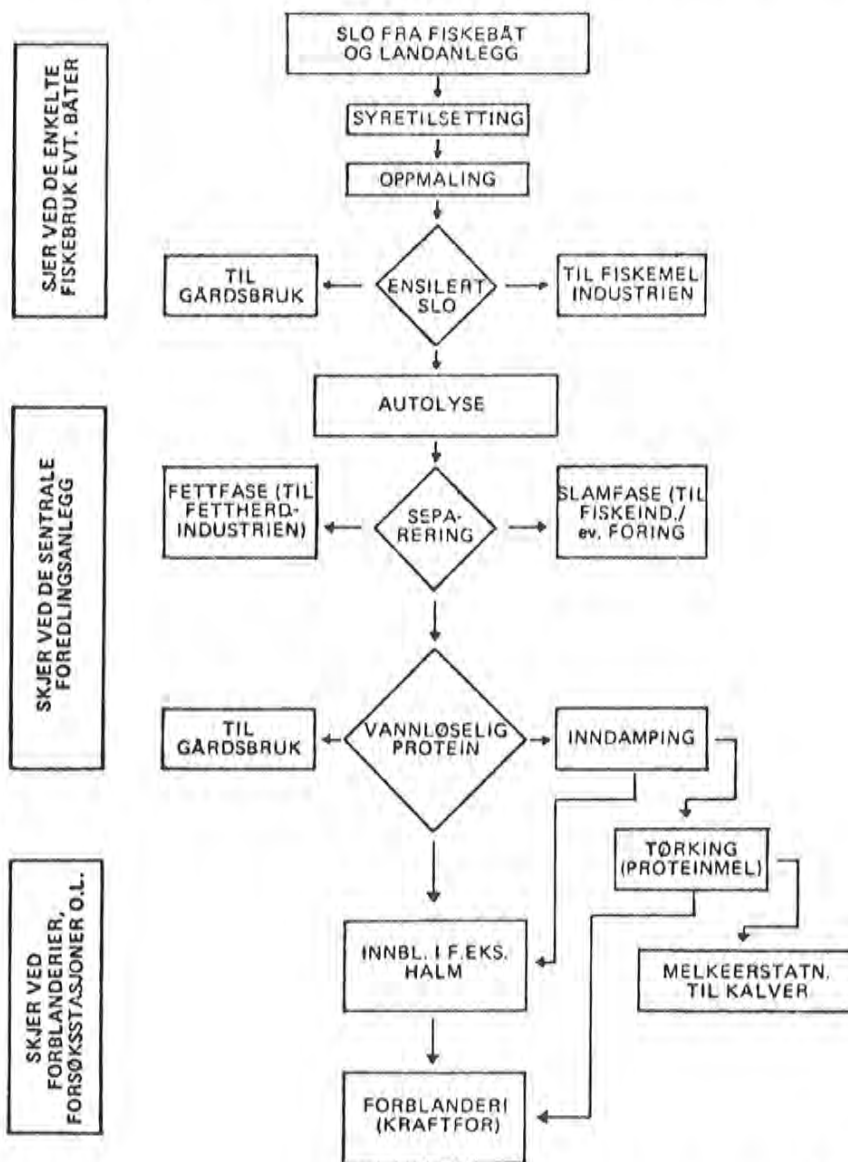 SLO FRA FISKEBÅT
OG LANDANLEGG
SYRETILSETTING
OPPMALING
SJER VED DE ENKELTE
FISKEBRUK EVT. BÅTER
TIL
GÅRDSBRUK
ENSILERT
SLO
TIL FISKEMEL
INDUSTRIEN
AUTOLYSE
SKJER VED DE SENTRALE
FOREDLINGSANLEGG
FETTFASE (TIL
FETTHERD.-
INDUSTRIEN)
SEPA-
RERING
SLAMFASE (TIL
FISKEIND./
ev. FORING
TIL
GÅRDSBRUK
VANNLØSELIG
PROTEIN
INNDAMPING
TØRKING
(PROTEINMEL)
SKJER VED
FORBLANDERIER,
FORSØKSSTASJONER O.L.
INNBL. I F.EKS.
HALM
MELKEERSTATN.
TIL KALVER
FORBLANDERI
(KRAFTFOR)